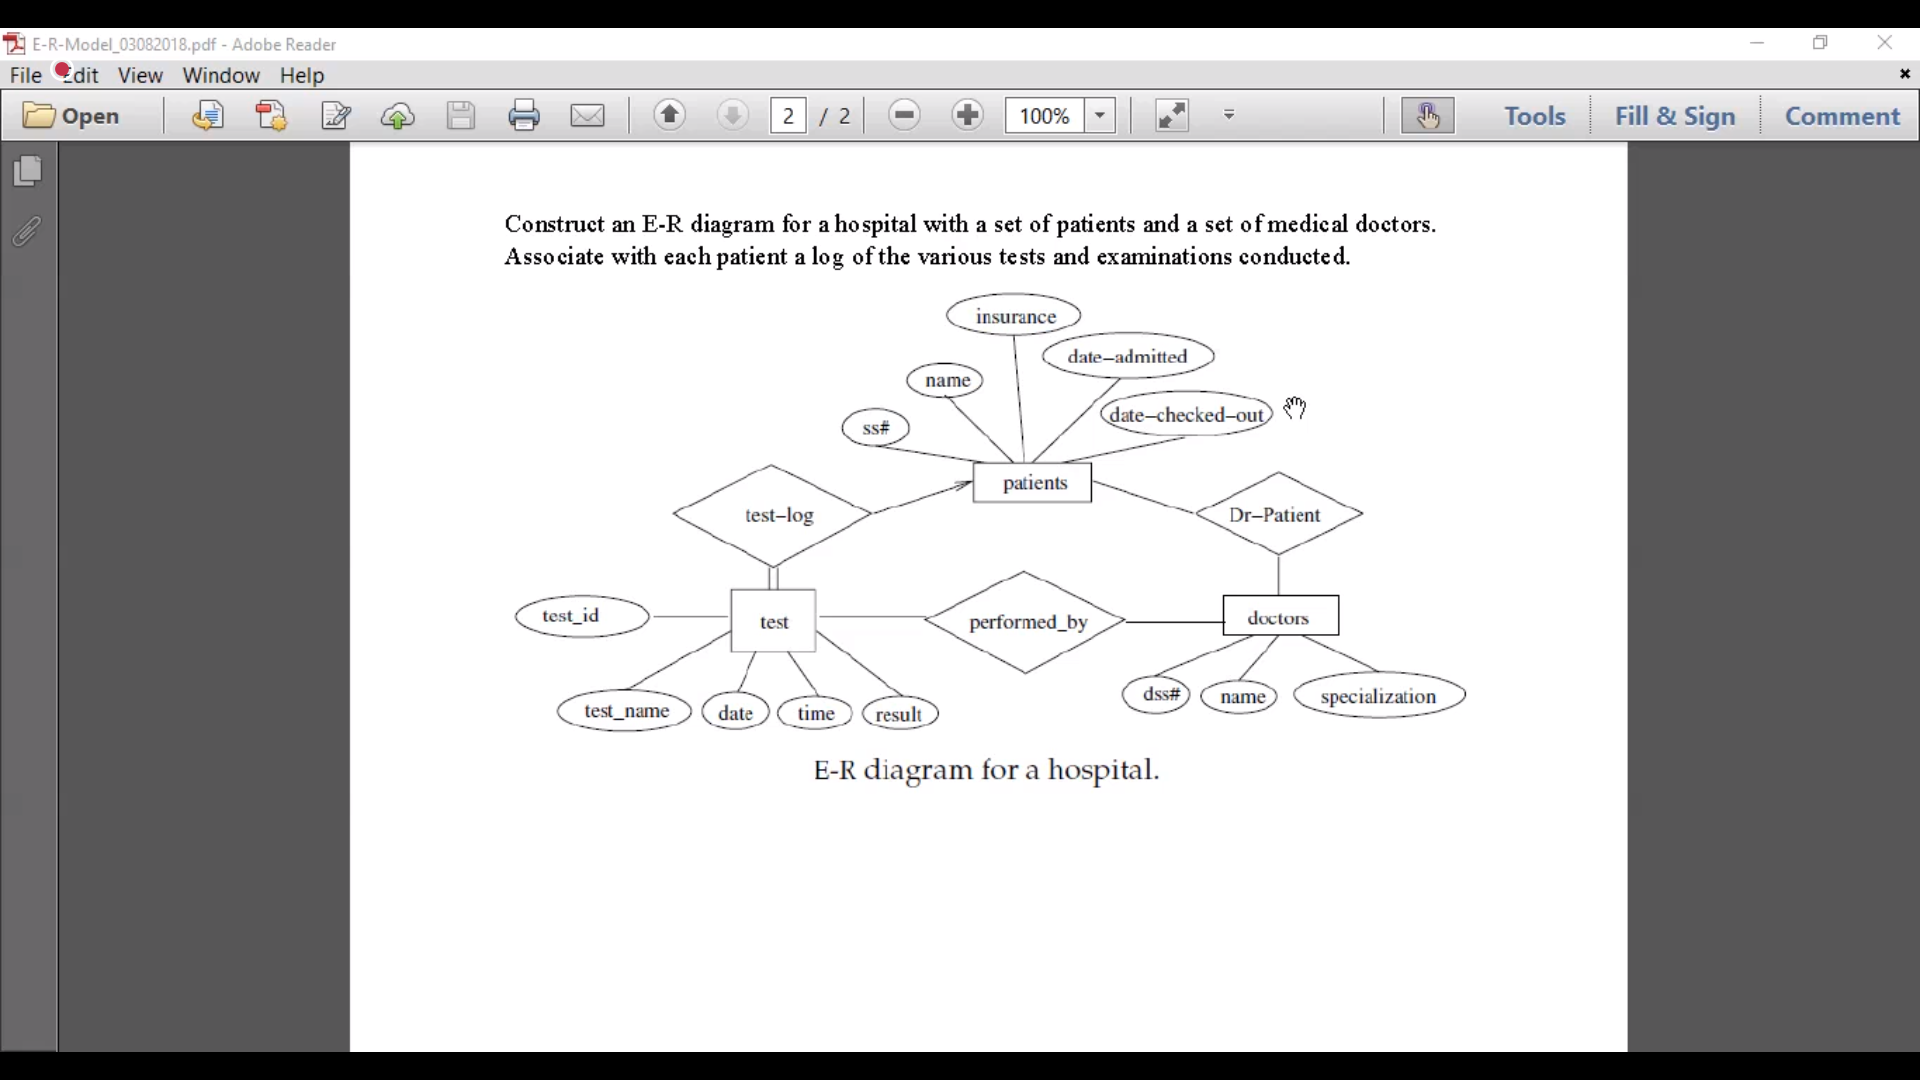 E-R-Model_03082018.pdf - Adobe Reader
File Edit View Window Help
Open 2 / 2 100% Tools Fill & Sign Comment
Construct an E-R diagram for a hospital with a set of patients and a set of medical doctors.
Associate with each patient a log of the various tests and examinations conducted.
insurance
date–admitted
name
date–checked–out
ss#
patients
test–log
Dr–Patient
test_id
test
performed_by
doctors
test_name
date
time
result
dss#
name
specialization
E-R diagram for a hospital.